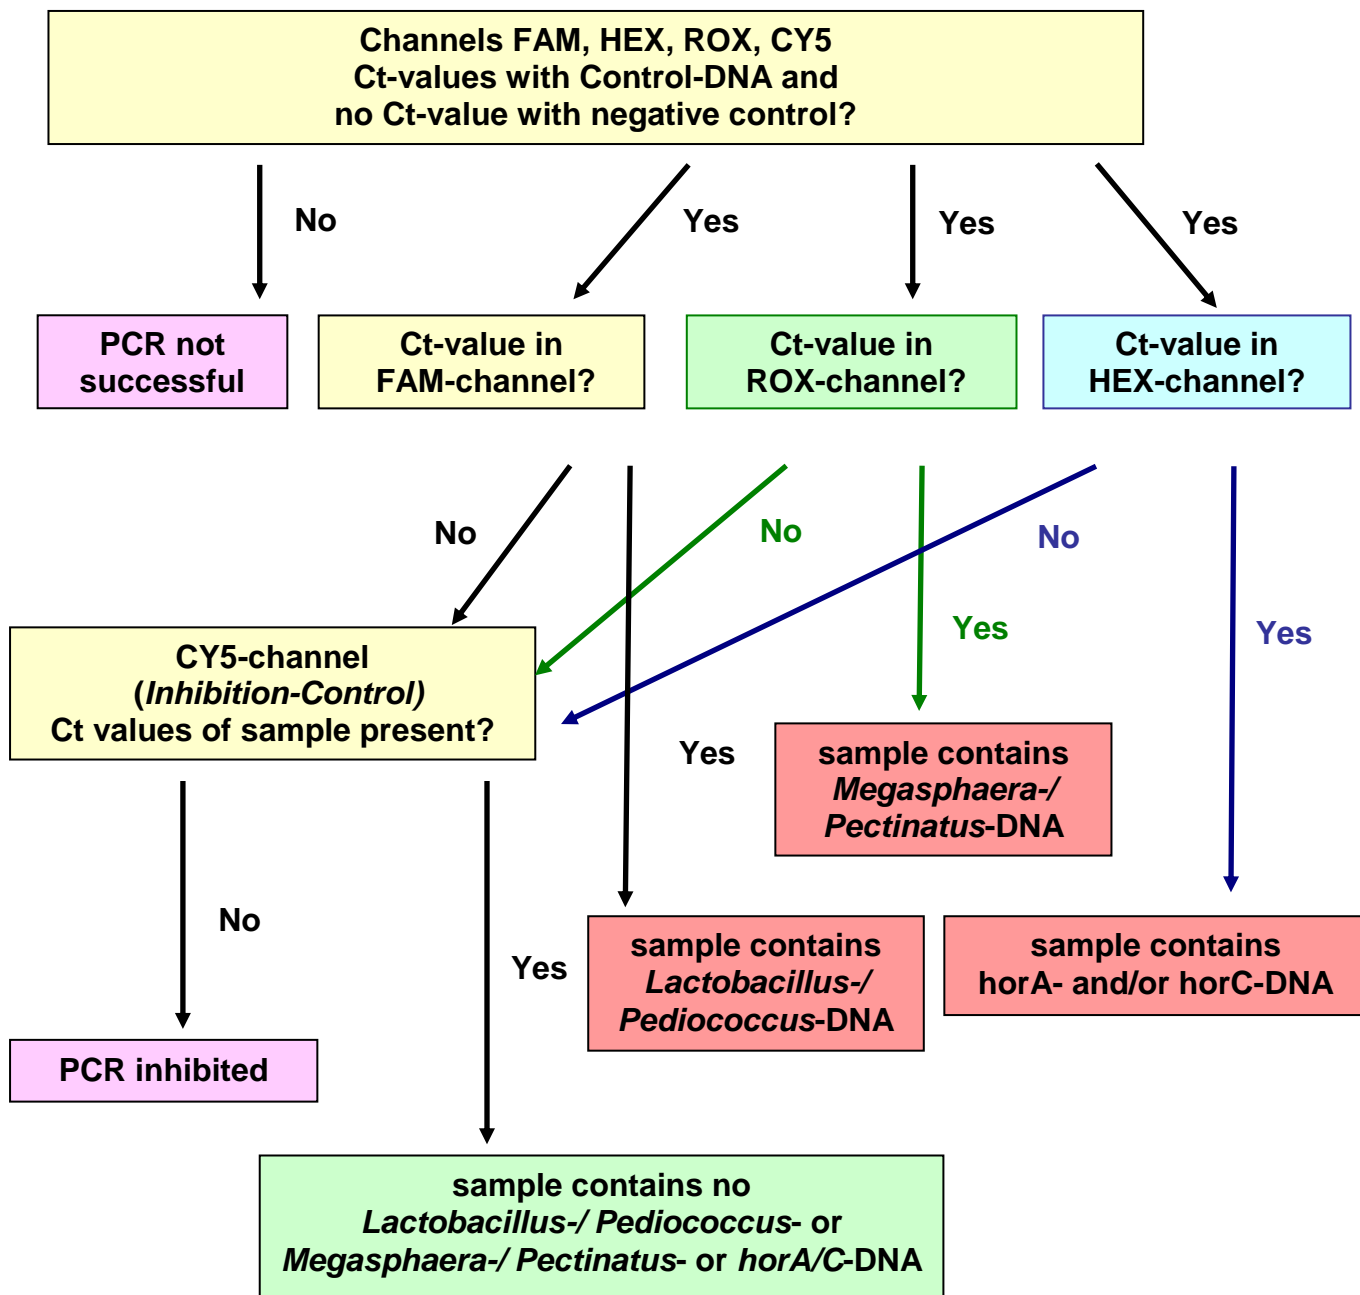 Channels FAM, HEX, ROX, CY5
Ct-values with Control-DNA and
no Ct-value with negative control?
No
Yes
Yes
Yes
PCR not
successful
Ct-value in
FAM-channel?
Ct-value in
ROX-channel?
Ct-value in
HEX-channel?
No
No
No
Yes
Yes
CY5-channel
(Inhibition-Control)
Ct values of sample present?
Yes
sample contains
Megasphaera-/
Pectinatus-DNA
No
Yes
sample contains
Lactobacillus-/
Pediococcus-DNA
sample contains
horA- and/or horC-DNA
PCR inhibited
sample contains no
Lactobacillus-/ Pediococcus- or
Megasphaera-/ Pectinatus- or horA/C-DNA